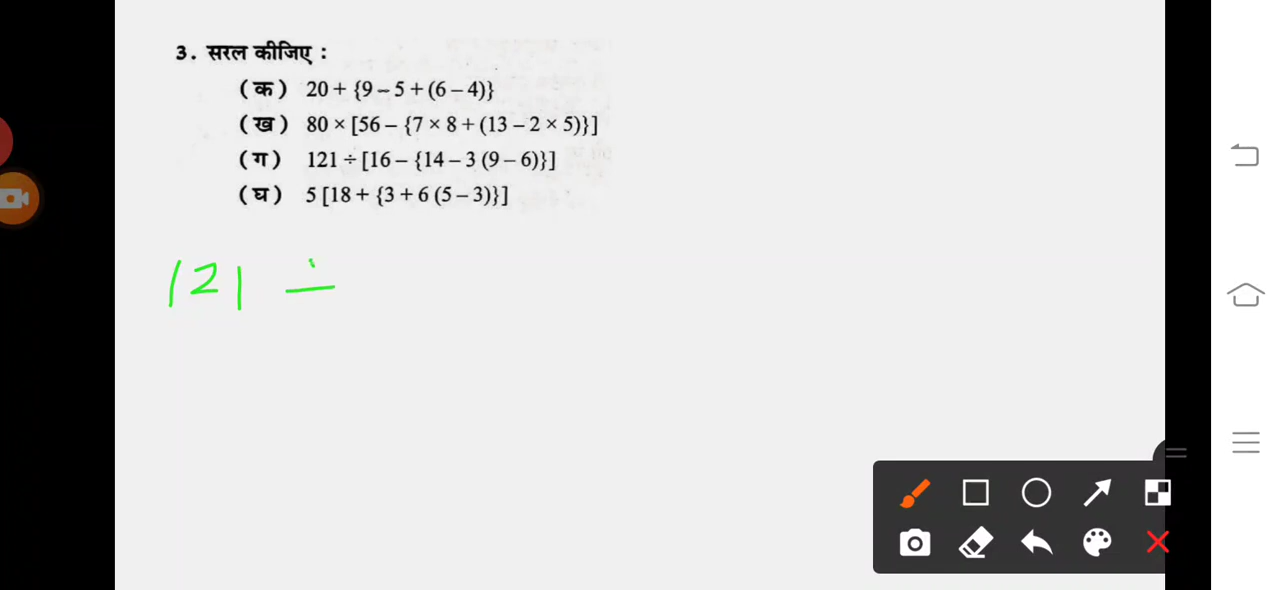 3. सरल कीजिए :
(क) 20 + {9 – 5 + (6 – 4)}
(ख) 80 × [56 – {7 × 8 + (13 – 2 × 5)}]
(ग) 121 ÷ [16 – {14 – 3 (9 – 6)}]
(घ) 5 [18 + {3 + 6 (5 – 3)}]
121 ÷